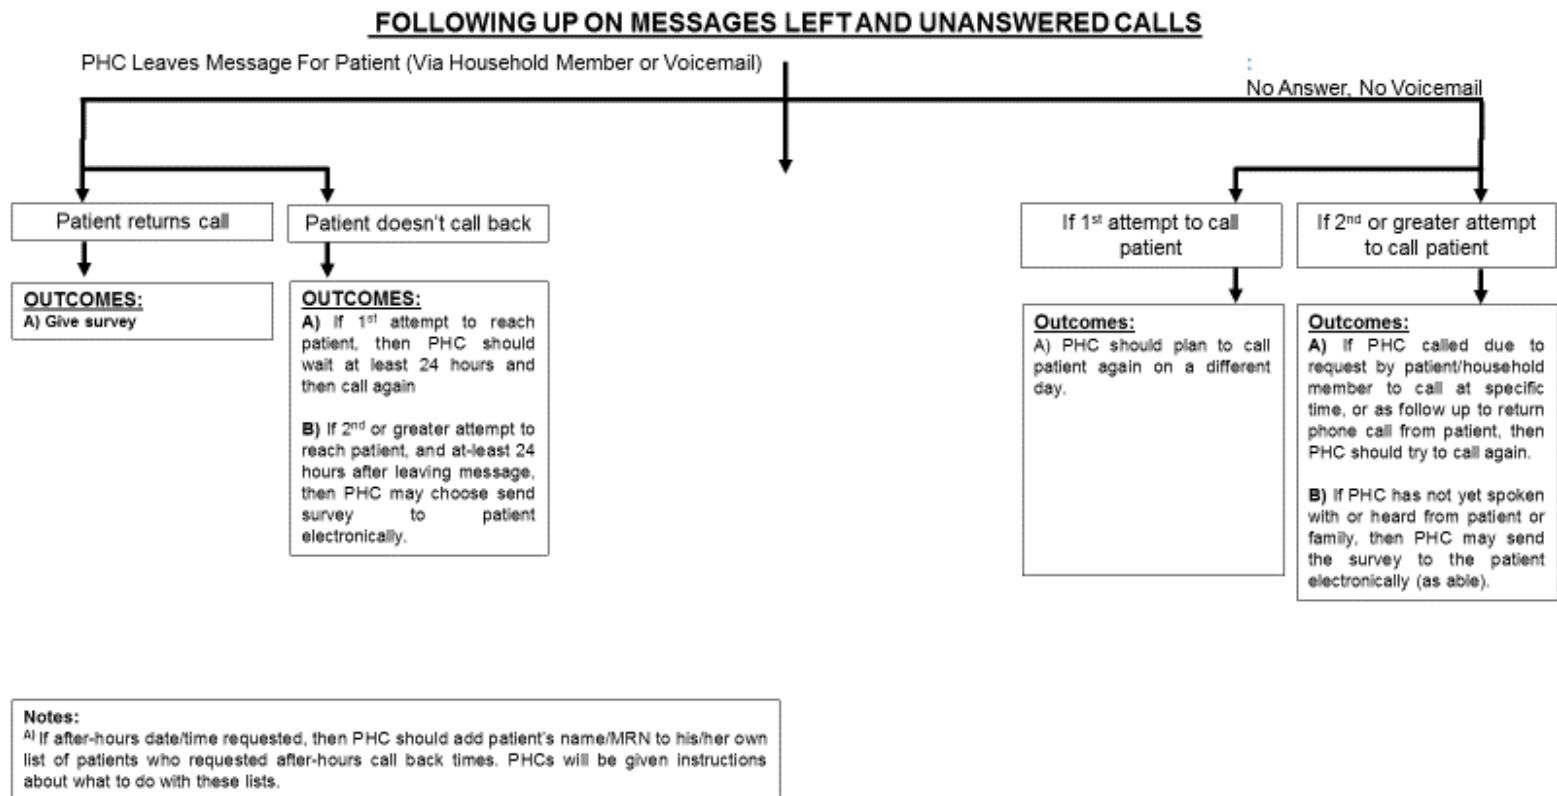 FOLLOWING UP ON MESSAGES LEFT AND UNANSWERED CALLS
PHC Leaves Message For Patient (Via Household Member or Voicemail)
:
No Answer, No Voicemail
Patient returns call
OUTCOMES:
A) Give survey
Patient doesn't call back
OUTCOMES:
A) If 1st attempt to reach
patient, then PHC should
wait at least 24 hours and
then call again
B) If 2nd or greater attempt to
reach patient, and at-least 24
hours after leaving message,
then PHC may choose send
survey to patient
electronically.
If 1st attempt to call
patient
Outcomes:
A) PHC should plan to call
patient again on a different
day.
If 2nd or greater attempt
to call patient
Outcomes:
A) If PHC called due to
request by patient/household
member to call at specific
time, or as follow up to return
phone call from patient, then
PHC should try to call again.
B) If PHC has not yet spoken
with or heard from patient or
family, then PHC may send
the survey to the patient
electronically (as able).
Notes:
A) If after-hours date/time requested, then PHC should add patient's name/MRN to his/her own
list of patients who requested after-hours call back times. PHCs will be given instructions
about what to do with these lists.